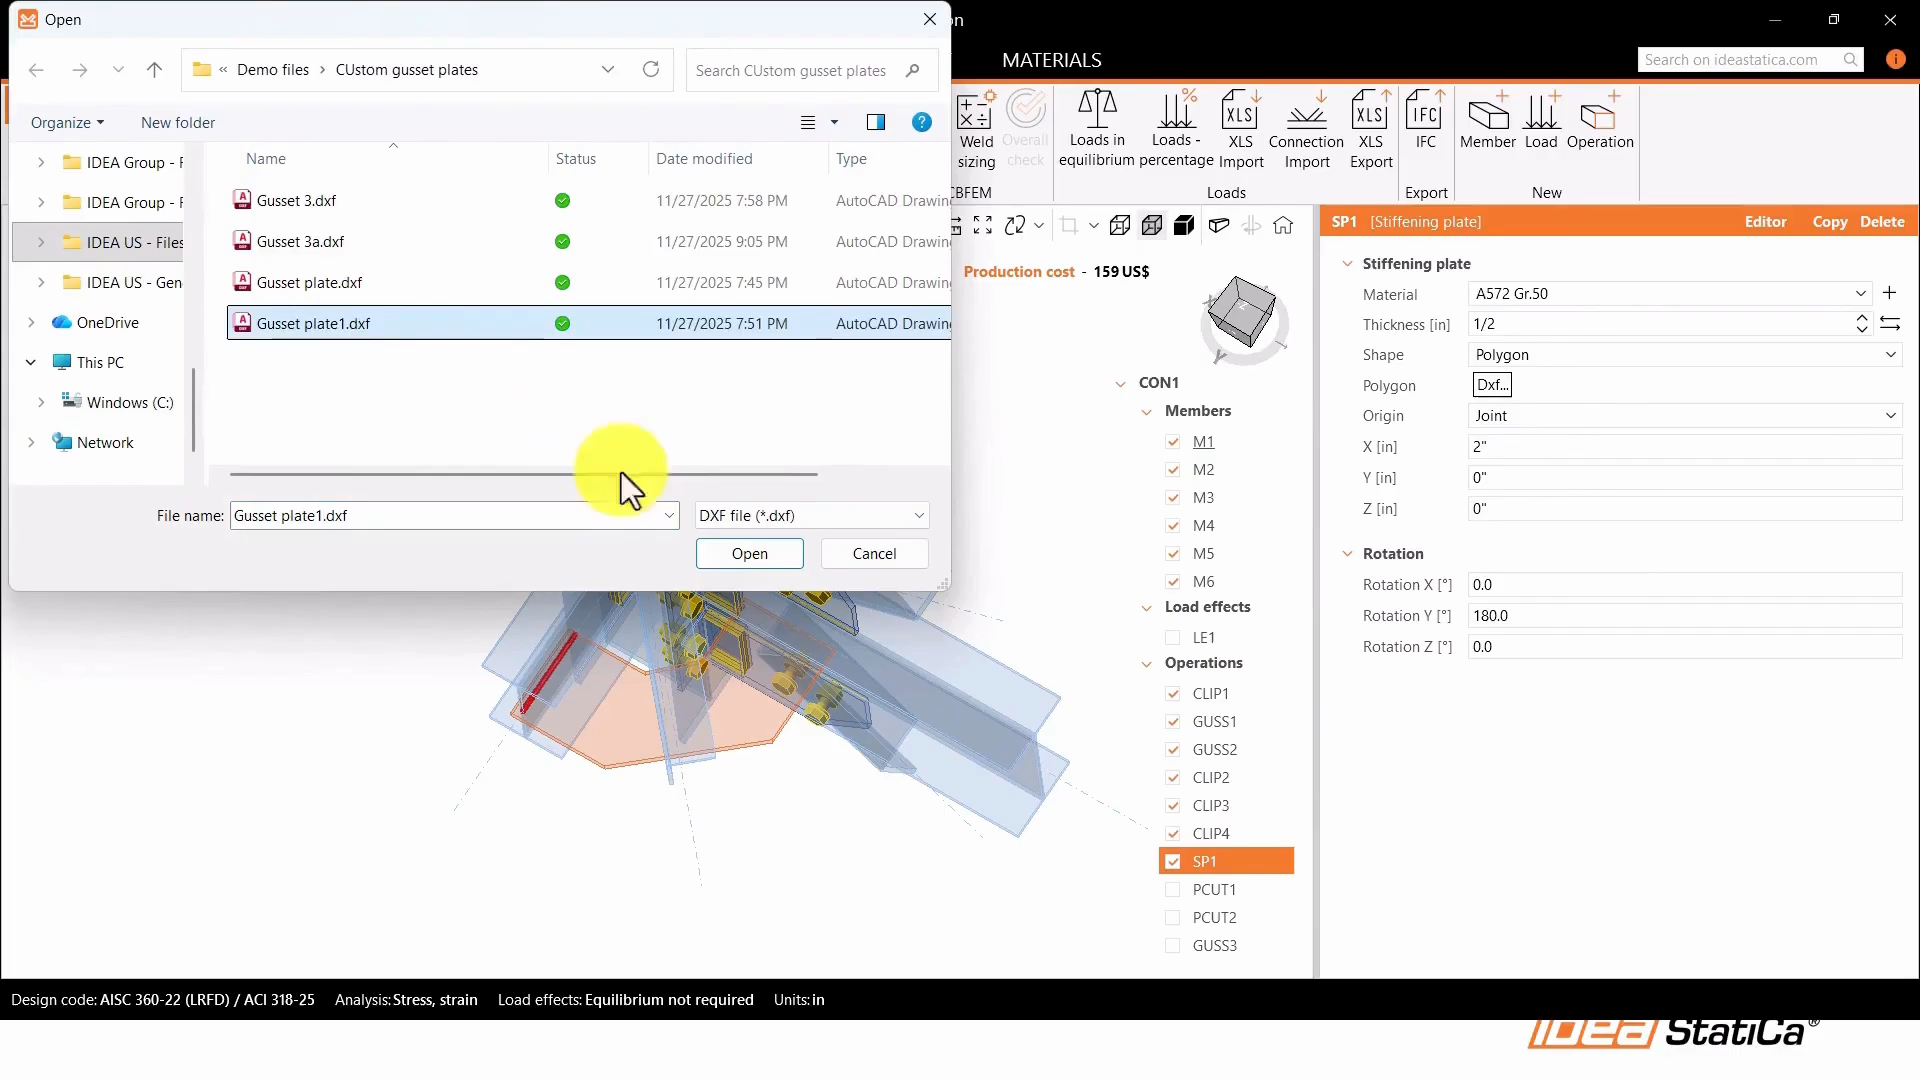 Open
« Demo files › CUstom gusset plates
Search CUstom gusset plates
Organize
New folder
Name
Status
Date modified
Type
IDEA Group - F
IDEA Group - F
IDEA US - Files
IDEA US - Gen
OneDrive
This PC
Windows (C:)
Network
Gusset 3.dxf
11/27/2025 7:58 PM
AutoCAD Drawin
Gusset 3a.dxf
11/27/2025 9:05 PM
AutoCAD Drawin
Gusset plate.dxf
11/27/2025 7:45 PM
AutoCAD Drawin
Gusset plate1.dxf
11/27/2025 7:51 PM
AutoCAD Drawin
File name:
Gusset plate1.dxf
DXF file (*.dxf)
Open
Cancel
on
MATERIALS
Search on ideastatica.com
Weld sizing
Overall check
CBFEM
Loads in equilibrium
Loads - percentage
XLS Import
Connection Import
XLS Export
Loads
IFC
Export
Member
Load
Operation
New
Production cost - 159 US$
CON1
Members
M1
M2
M3
M4
M5
M6
Load effects
LE1
Operations
CLIP1
GUSS1
GUSS2
CLIP2
CLIP3
CLIP4
SP1
PCUT1
PCUT2
GUSS3
SP1 [Stiffening plate]
Editor
Copy
Delete
Stiffening plate
Material
A572 Gr.50
Thickness [in]
1/2
Shape
Polygon
Polygon
Dxf...
Origin
Joint
X [in]
2"
Y [in]
0"
Z [in]
0"
Rotation
Rotation X [°]
0.0
Rotation Y [°]
180.0
Rotation Z [°]
0.0
Design code: AISC 360-22 (LRFD) / ACI 318-25
Analysis: Stress, strain
Load effects: Equilibrium not required
Units: in
IDEA StatiCa®